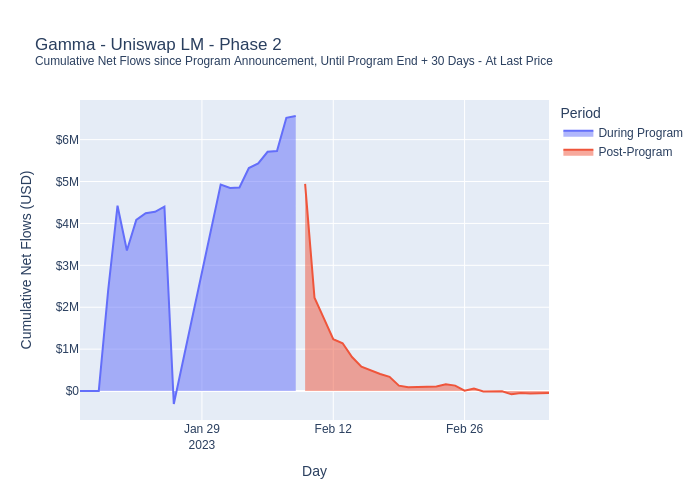 Gamma - Uniswap LM - Phase 2
Cumulative Net Flows since Program Announcement, Until Program End + 30 Days - At Last Price
Period
During Program
Post-Program
Cumulative Net Flows (USD)
$6M
$5M
$4M
$3M
$2M
$1M
$0
Jan 29
2023
Feb 12
Feb 26
Day